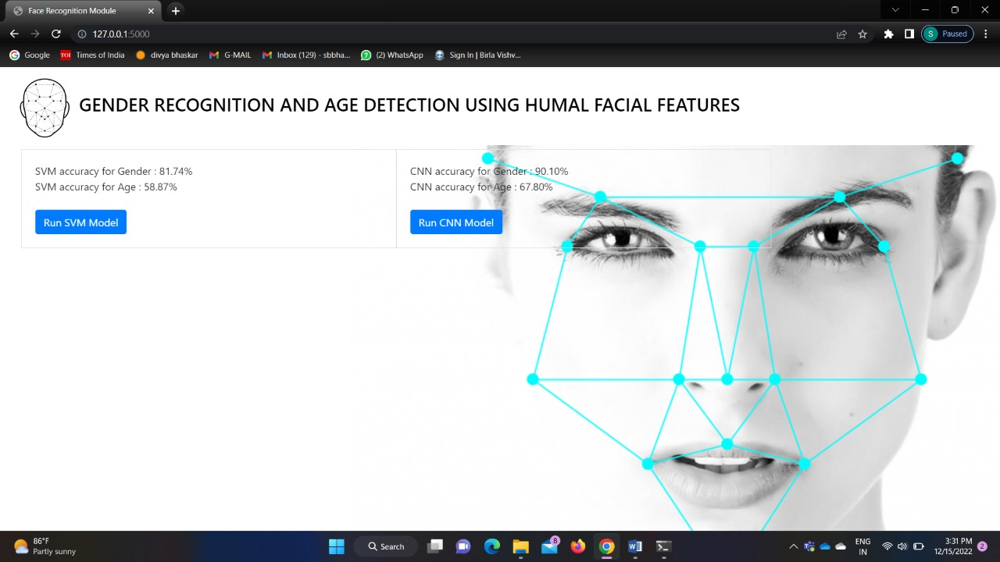 Face Recognition Module
127.0.0.1:5000
S Paused
Google TOI Times of India divya bhaskar G-MAIL Inbox (129) - sbbha... 7 (2) WhatsApp Sign In | Birla Vishv...
GENDER RECOGNITION AND AGE DETECTION USING HUMAL FACIAL FEATURES
SVM accuracy for Gender : 81.74%
SVM accuracy for Age : 58.87%
Run SVM Model
CNN accuracy for Gender : 90.10%
CNN accuracy for Age : 67.80%
Run CNN Model
86°F
Partly sunny
Search
8
ENG
IN
3:31 PM
12/15/2022
2